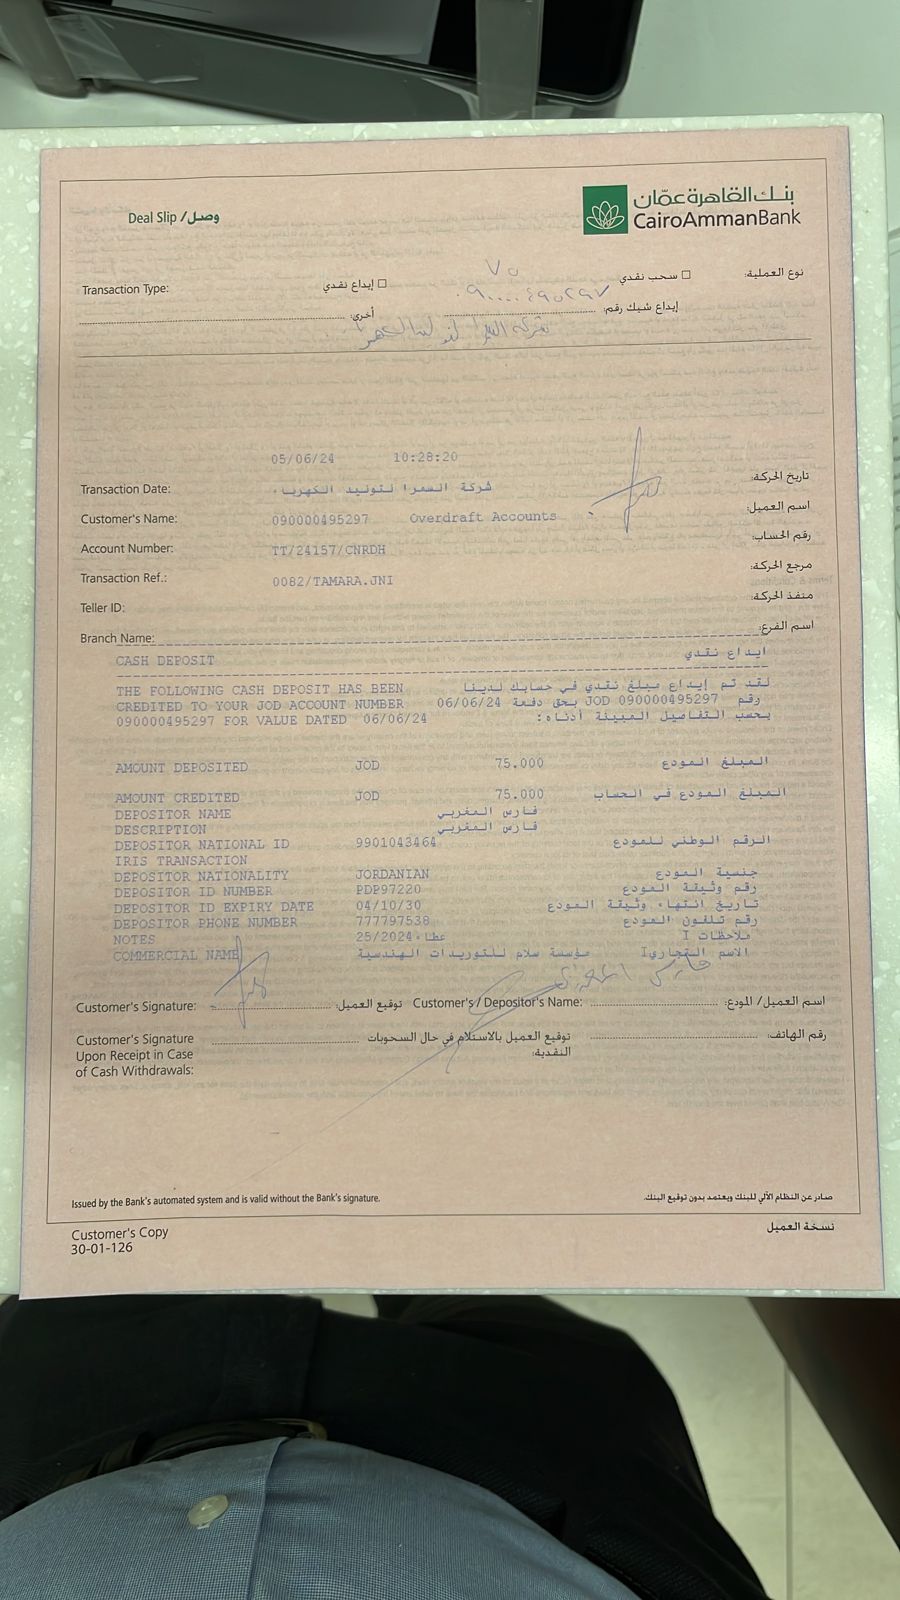 Deal Slip / وصل
بنك القاهرة عمّان
CairoAmmanBank
Transaction Type: ☐ إيداع نقدي ☐ سحب نقدي نوع العملية:
٧٥
إيداع شيك رقم: ٠٩٠٠٠٠٤٩٥٢٩٧ أخرى:
شركة
05/06/24 10:28:20
Transaction Date: تاريخ الحركة:
شركة السمرا لتوليد الكهرباء
Customer's Name: اسم العميل:
090000495297 Overdraft Accounts
Account Number: رقم الحساب:
TT/24157/CNRDH
Transaction Ref.: مرجع الحركة:
0082/TAMARA.JNI
Teller ID: منفذ الحركة:
Branch Name: اسم الفرع:
CASH DEPOSIT ايداع نقدي
THE FOLLOWING CASH DEPOSIT HAS BEEN لقد تم إيداع مبلغ نقدي في حسابك لدينا
CREDITED TO YOUR JOD ACCOUNT NUMBER رقم JOD 090000495297 بحق دفعة 06/06/24
090000495297 FOR VALUE DATED 06/06/24 بحسب التفاصيل المبينة أدناه:
AMOUNT DEPOSITED JOD 75.000 المبلغ المودع
AMOUNT CREDITED JOD 75.000 المبلغ المودع في الحساب
DEPOSITOR NAME فارس المغربي
DESCRIPTION فارس المغربي
DEPOSITOR NATIONAL ID 9901043464 الرقم الوطني للمودع
IRIS TRANSACTION
DEPOSITOR NATIONALITY JORDANIAN جنسية المودع
DEPOSITOR ID NUMBER PDP97220 رقم وثيقة المودع
DEPOSITOR ID EXPIRY DATE 04/10/30 تاريخ انتهاء وثيقة المودع
DEPOSITOR PHONE NUMBER 777797538 رقم تلفون المودع
NOTES عطاء 25/2024 ملاحظات I
COMMERCIAL NAME مؤسسة سلام للتوريدات الهندسية الاسم التجاري I
فارس المغربي
Customer's Signature: توقيع العميل: Customer's / Depositor's Name: اسم العميل/ المودع:
Customer's Signature توقيع العميل بالاستلام في حال السحوبات رقم الهاتف:
Upon Receipt in Case النقدية:
of Cash Withdrawals:
Issued by the Bank's automated system and is valid without the Bank's signature. صادر عن النظام الآلي للبنك ويعتمد بدون توقيع البنك.
Customer's Copy نسخة العميل
30-01-126